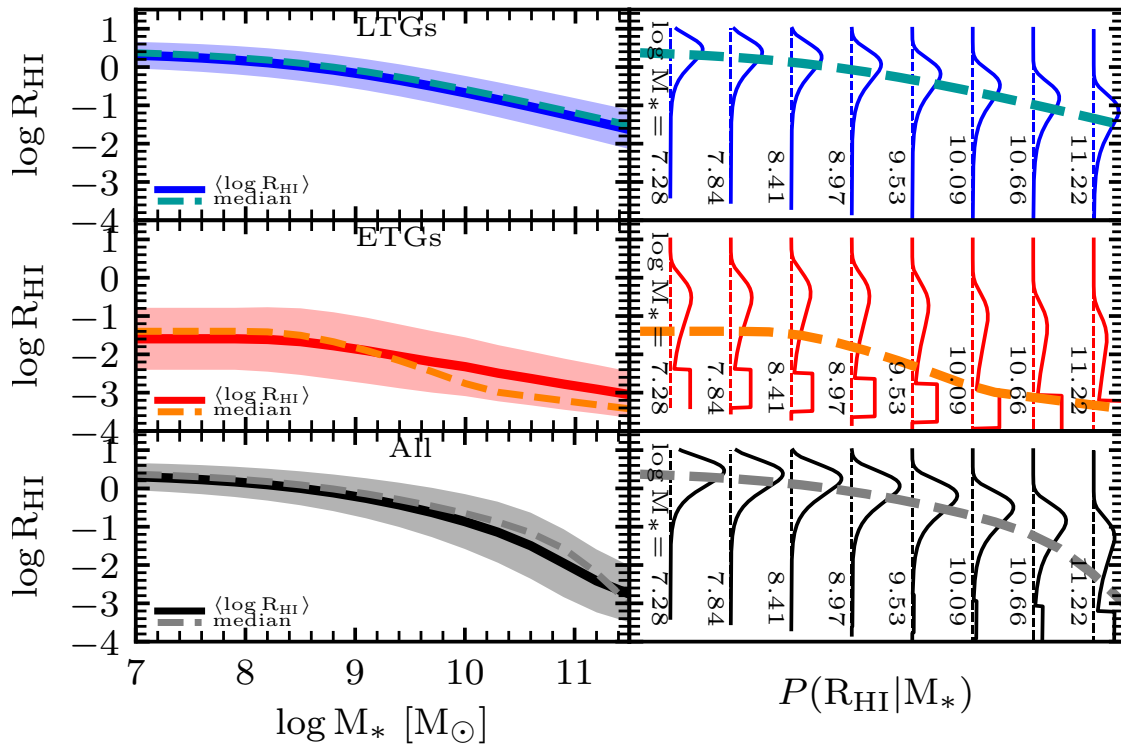 LTGs
log R_HI
1
0
−1
−2
−3
−4
⟨log R_HI⟩
median
log M_* =
7.28
7.84
8.41
8.97
9.53
10.09
10.66
11.22
ETGs
log R_HI
1
0
−1
−2
−3
−4
⟨log R_HI⟩
median
log M_* =
7.28
7.84
8.41
8.97
9.53
10.09
10.66
11.22
All
log R_HI
1
0
−1
−2
−3
−4
⟨log R_HI⟩
median
log M_* =
7.28
7.84
8.41
8.97
9.53
10.09
10.66
11.22
7 8 9 10 11
log M_* [M_⊙]
P(R_HI|M_*)